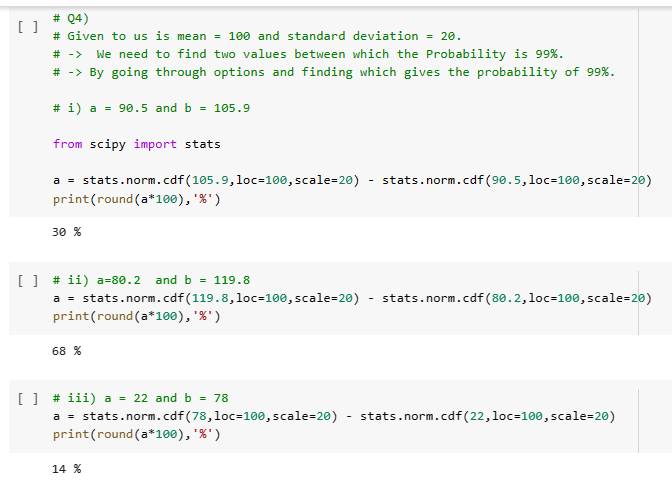 # Q4)
[ ] # Given to us is mean = 100 and standard deviation = 20.
# ->  We need to find two values between which the Probability is 99%.
# -> By going through options and finding which gives the probability of 99%.
# i) a = 90.5 and b = 105.9
from scipy import stats
a = stats.norm.cdf(105.9,loc=100,scale=20) - stats.norm.cdf(90.5,loc=100,scale=20)
print(round(a*100),'%')
30 %
[ ] # ii) a=80.2  and b = 119.8
a = stats.norm.cdf(119.8,loc=100,scale=20) - stats.norm.cdf(80.2,loc=100,scale=20)
print(round(a*100),'%')
68 %
[ ] # iii) a = 22 and b = 78
a = stats.norm.cdf(78,loc=100,scale=20) - stats.norm.cdf(22,loc=100,scale=20)
print(round(a*100),'%')
14 %